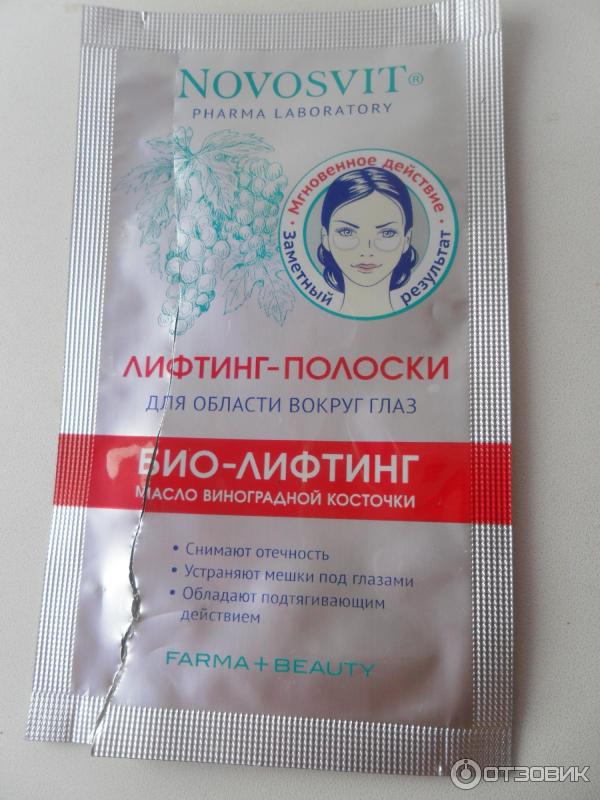 NOVOSVIT®
PHARMA LABORATORY
• Мгновенное действие •
Заметный результат
ЛИФТИНГ-ПОЛОСКИ
ДЛЯ ОБЛАСТИ ВОКРУГ ГЛАЗ
БИО-ЛИФТИНГ
МАСЛО ВИНОГРАДНОЙ КОСТОЧКИ
• Снимают отечность
• Устраняют мешки под глазами
• Обладают подтягивающим
действием
FARMA+BEAUTY
ОТЗОВИК